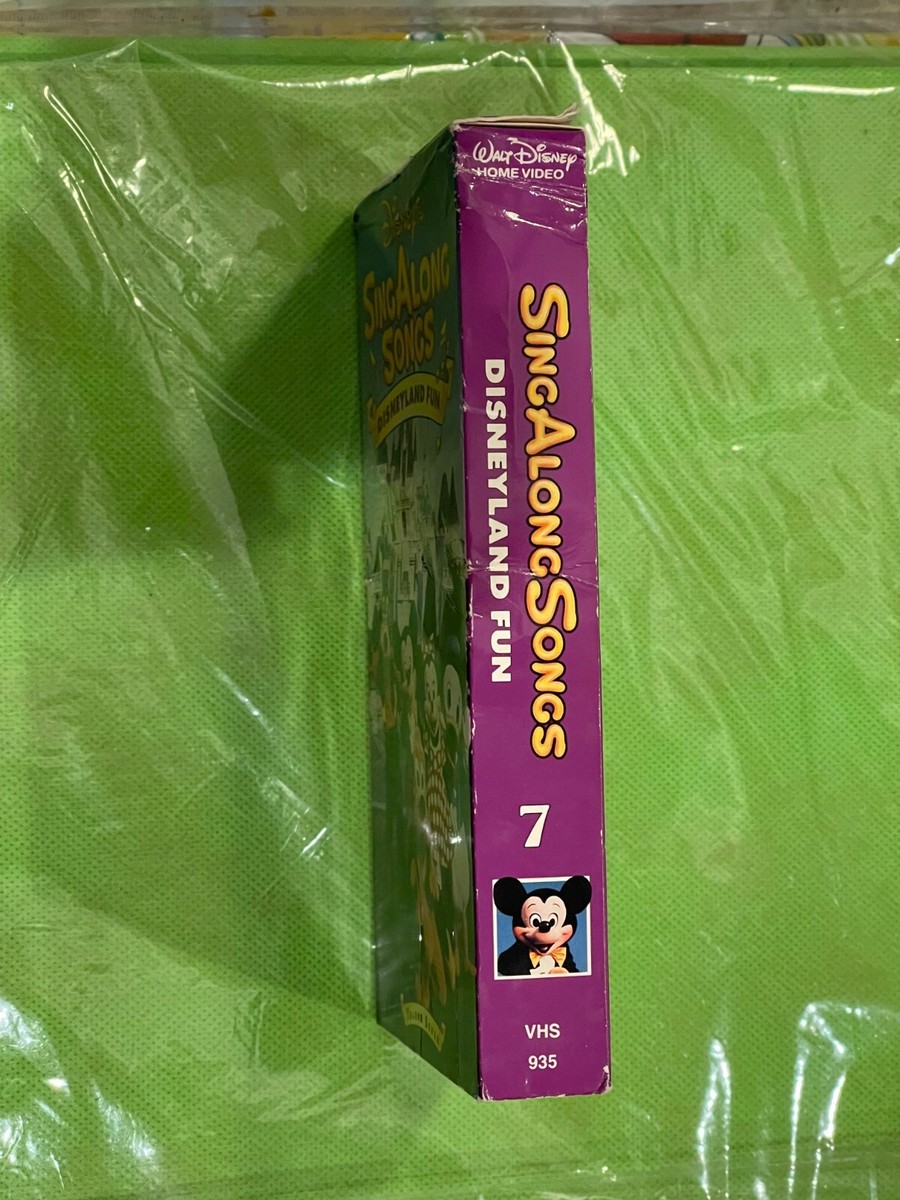 WALT DISNEY
HOME VIDEO
SING ALONG SONGS
DISNEYLAND FUN
7
VHS
935
Disney's
SING ALONG
SONGS
DISNEYLAND FUN